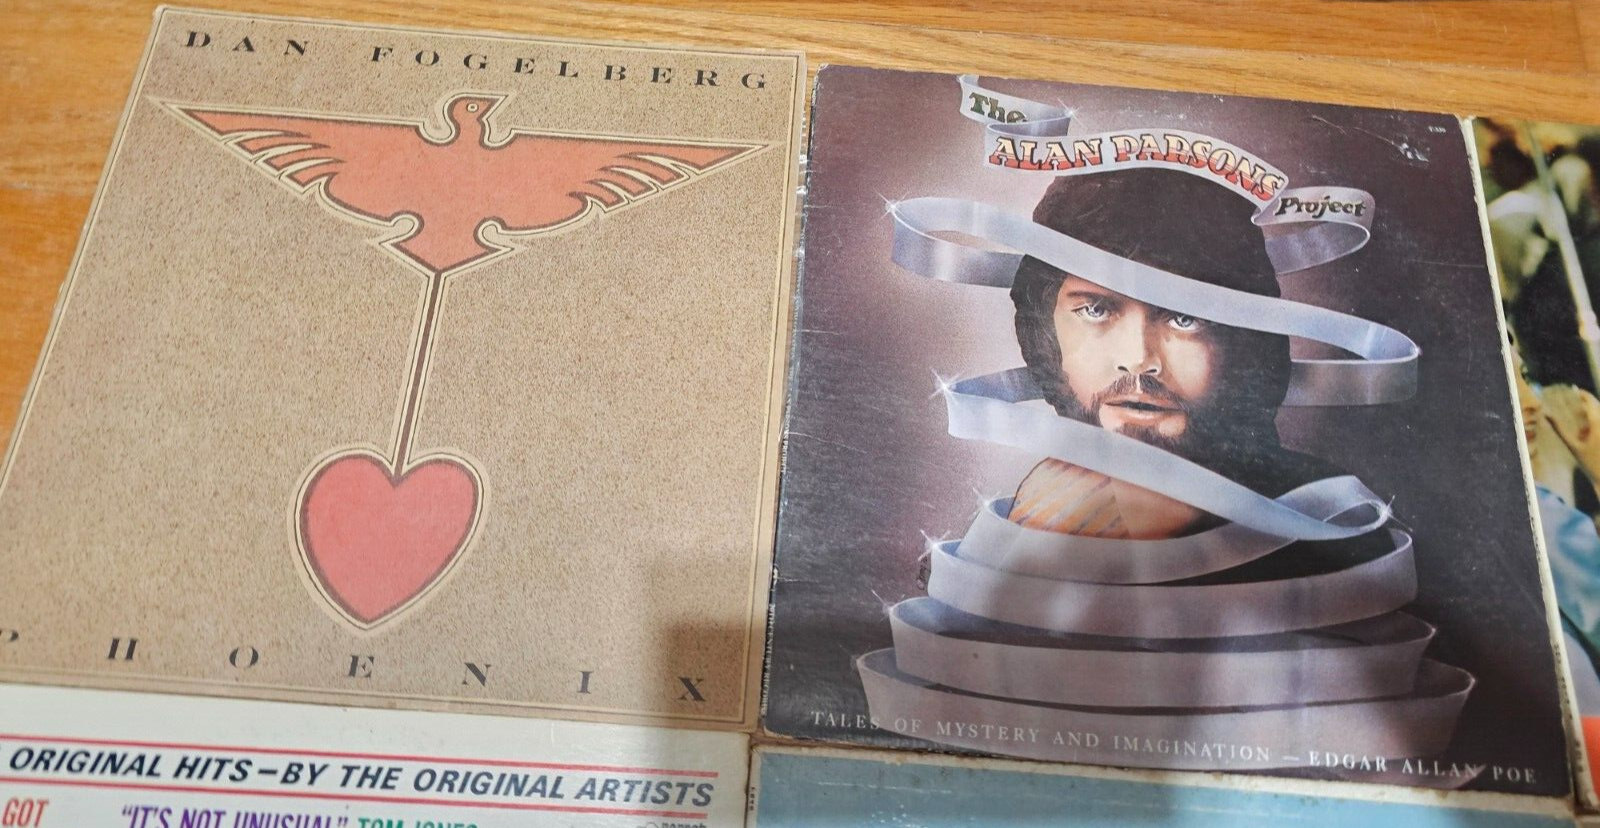 DAN FOGELBERG
PHOENIX
The
ALAN PARSONS
Project
TALES OF MYSTERY AND IMAGINATION — EDGAR ALLAN POE
ORIGINAL HITS—BY THE ORIGINAL ARTISTS
GOT
"IT'S NOT UNUSUAL" TOM JONES